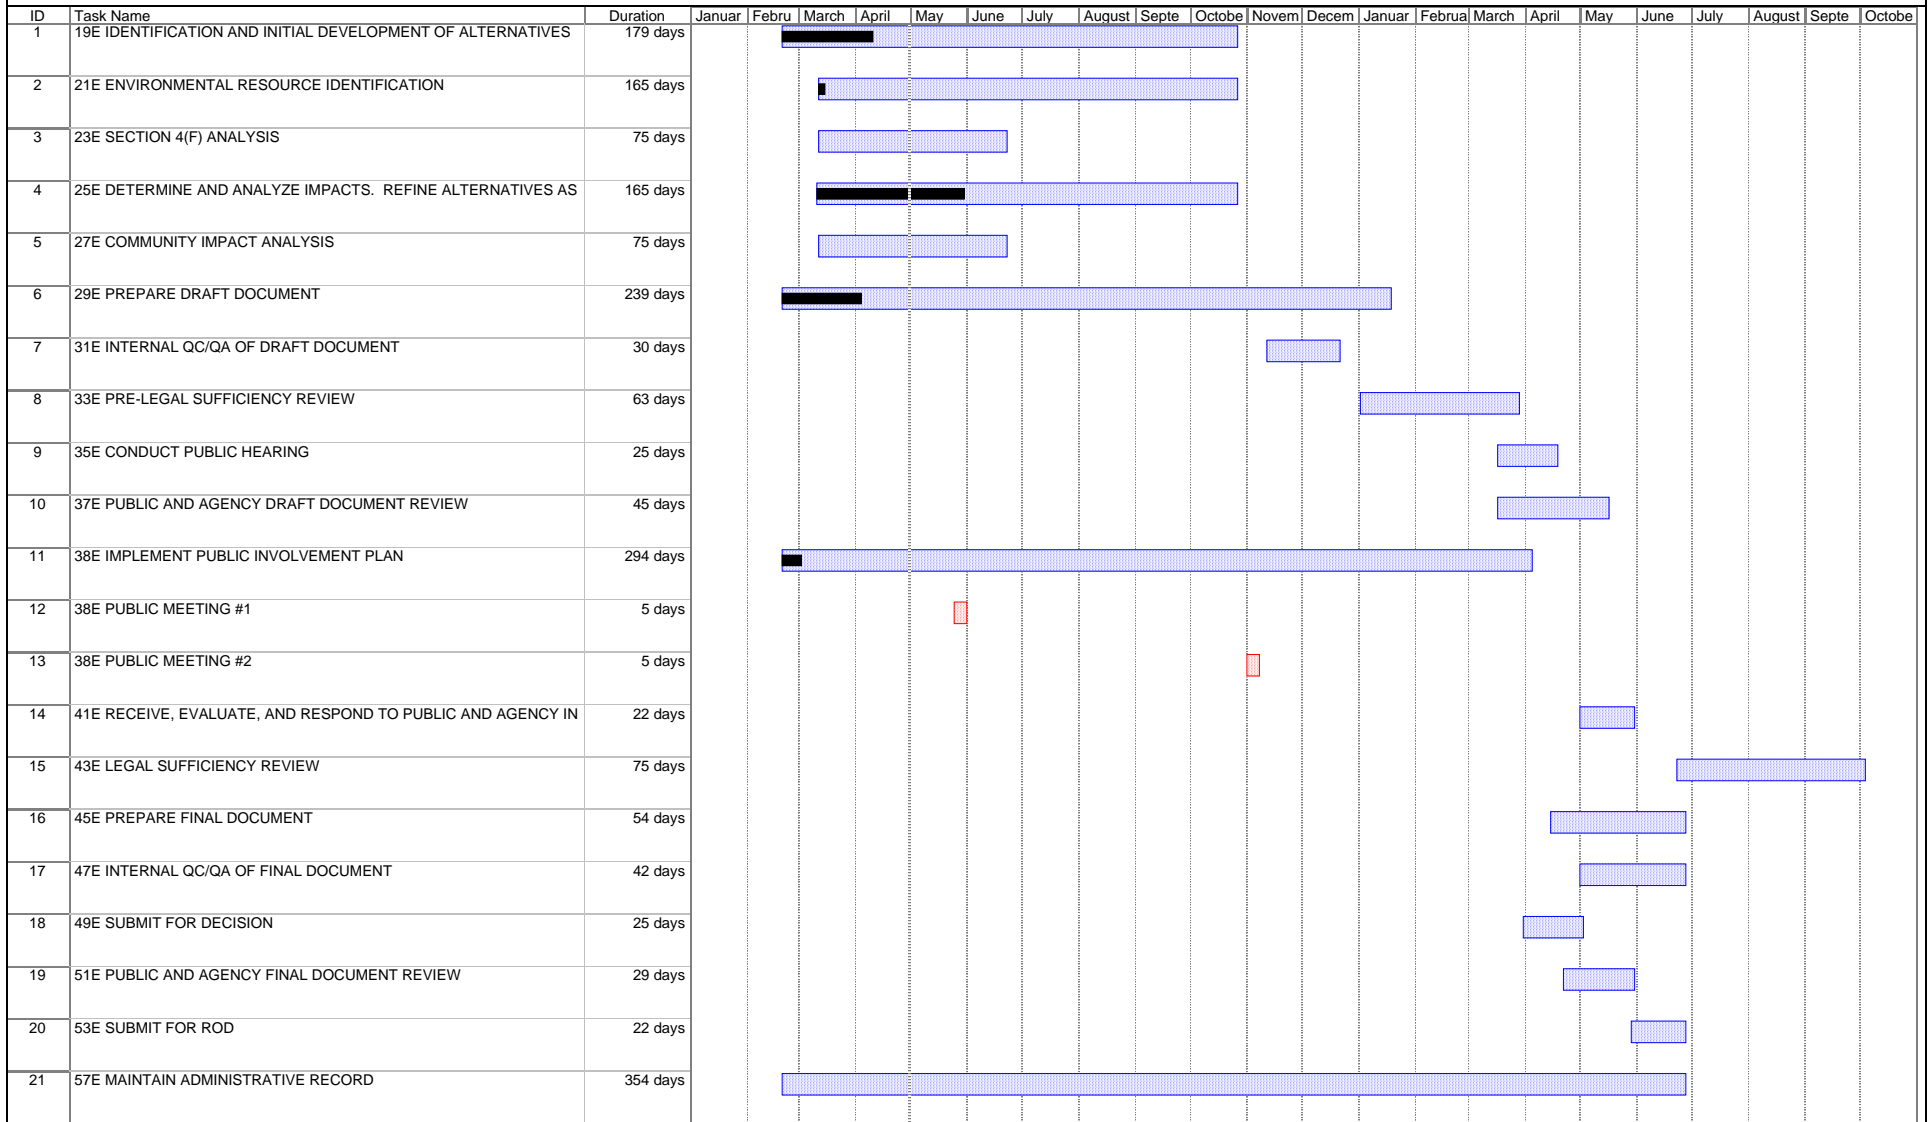 ID Task Name Duration Januar Febru March April May June July August Septe Octobe Novem Decem Januar Februa March April May June July August Septe Octobe
1 19E IDENTIFICATION AND INITIAL DEVELOPMENT OF ALTERNATIVES 179 days
2 21E ENVIRONMENTAL RESOURCE IDENTIFICATION 165 days
3 23E SECTION 4(F) ANALYSIS 75 days
4 25E DETERMINE AND ANALYZE IMPACTS. REFINE ALTERNATIVES AS 165 days
5 27E COMMUNITY IMPACT ANALYSIS 75 days
6 29E PREPARE DRAFT DOCUMENT 239 days
7 31E INTERNAL QC/QA OF DRAFT DOCUMENT 30 days
8 33E PRE-LEGAL SUFFICIENCY REVIEW 63 days
9 35E CONDUCT PUBLIC HEARING 25 days
10 37E PUBLIC AND AGENCY DRAFT DOCUMENT REVIEW 45 days
11 38E IMPLEMENT PUBLIC INVOLVEMENT PLAN 294 days
12 38E PUBLIC MEETING #1 5 days
13 38E PUBLIC MEETING #2 5 days
14 41E RECEIVE, EVALUATE, AND RESPOND TO PUBLIC AND AGENCY IN 22 days
15 43E LEGAL SUFFICIENCY REVIEW 75 days
16 45E PREPARE FINAL DOCUMENT 54 days
17 47E INTERNAL QC/QA OF FINAL DOCUMENT 42 days
18 49E SUBMIT FOR DECISION 25 days
19 51E PUBLIC AND AGENCY FINAL DOCUMENT REVIEW 29 days
20 53E SUBMIT FOR ROD 22 days
21 57E MAINTAIN ADMINISTRATIVE RECORD 354 days